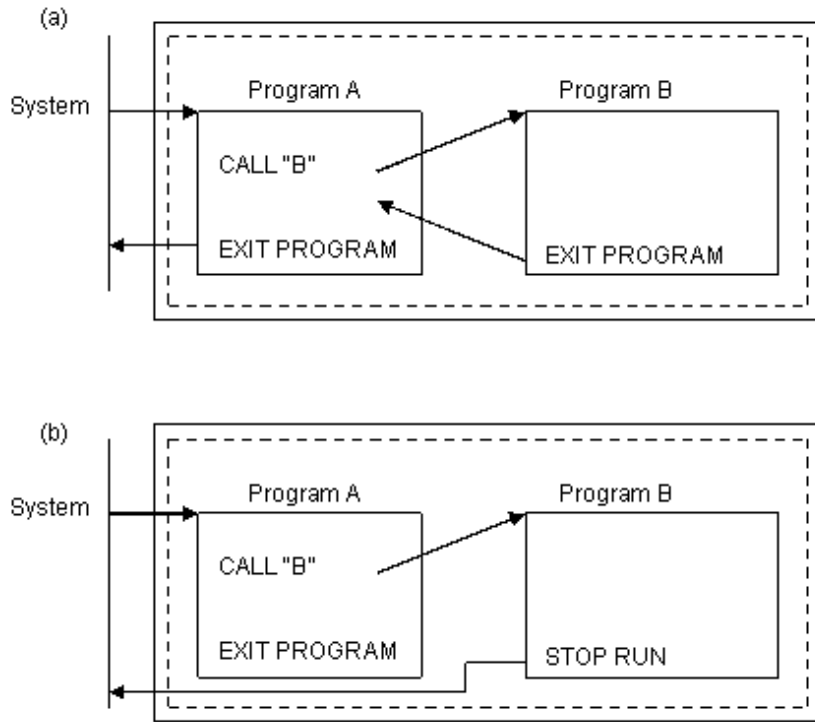 (a)
System
Program A
Program B
CALL "B"
EXIT PROGRAM
EXIT PROGRAM
(b)
System
Program A
Program B
CALL "B"
EXIT PROGRAM
STOP RUN